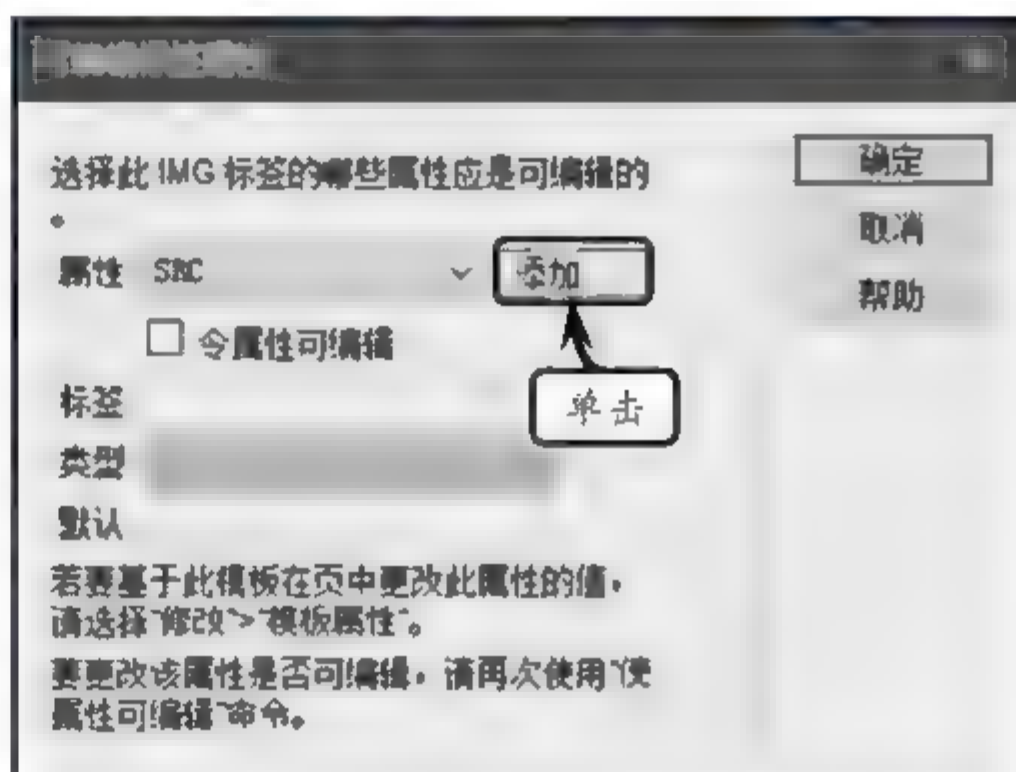 选择此 IMG 标签的哪些属性应是可编辑的
。
确定
取消
帮助
属性 SRC 添加
令属性可编辑
单击
标签
类型
默认
若要基于此模板在页中更改此属性的值,
请选择"修改">"模板属性"。
要更改该属性是否可编辑,请再次使用"使
属性可编辑"命令。